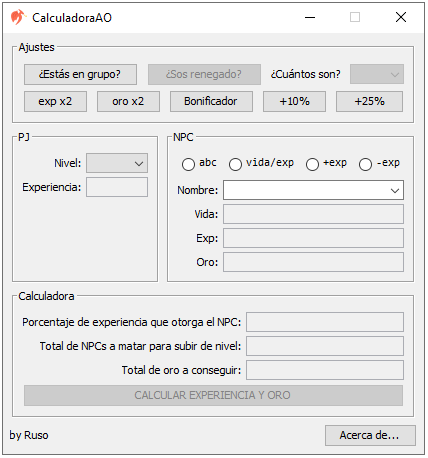 CalculadoraAO
Ajustes
¿Estás en grupo? ¿Sos renegado? ¿Cuántos son?
exp x2 oro x2 Bonificador +10% +25%
PJ
Nivel:
Experiencia:
NPC
abc vida/exp +exp -exp
Nombre:
Vida:
Exp:
Oro:
Calculadora
Porcentaje de experiencia que otorga el NPC:
Total de NPCs a matar para subir de nivel:
Total de oro a conseguir:
CALCULAR EXPERIENCIA Y ORO
by Ruso Acerca de...